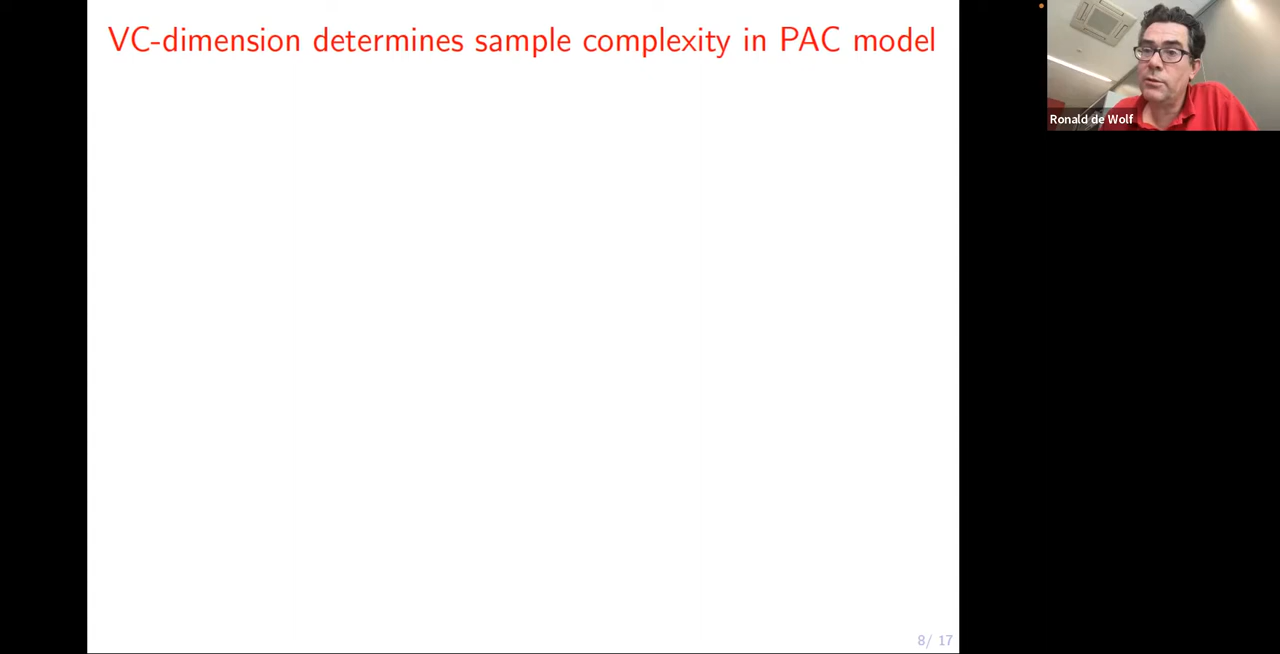 VC-dimension determines sample complexity in PAC model
Ronald de Wolf
8/ 17